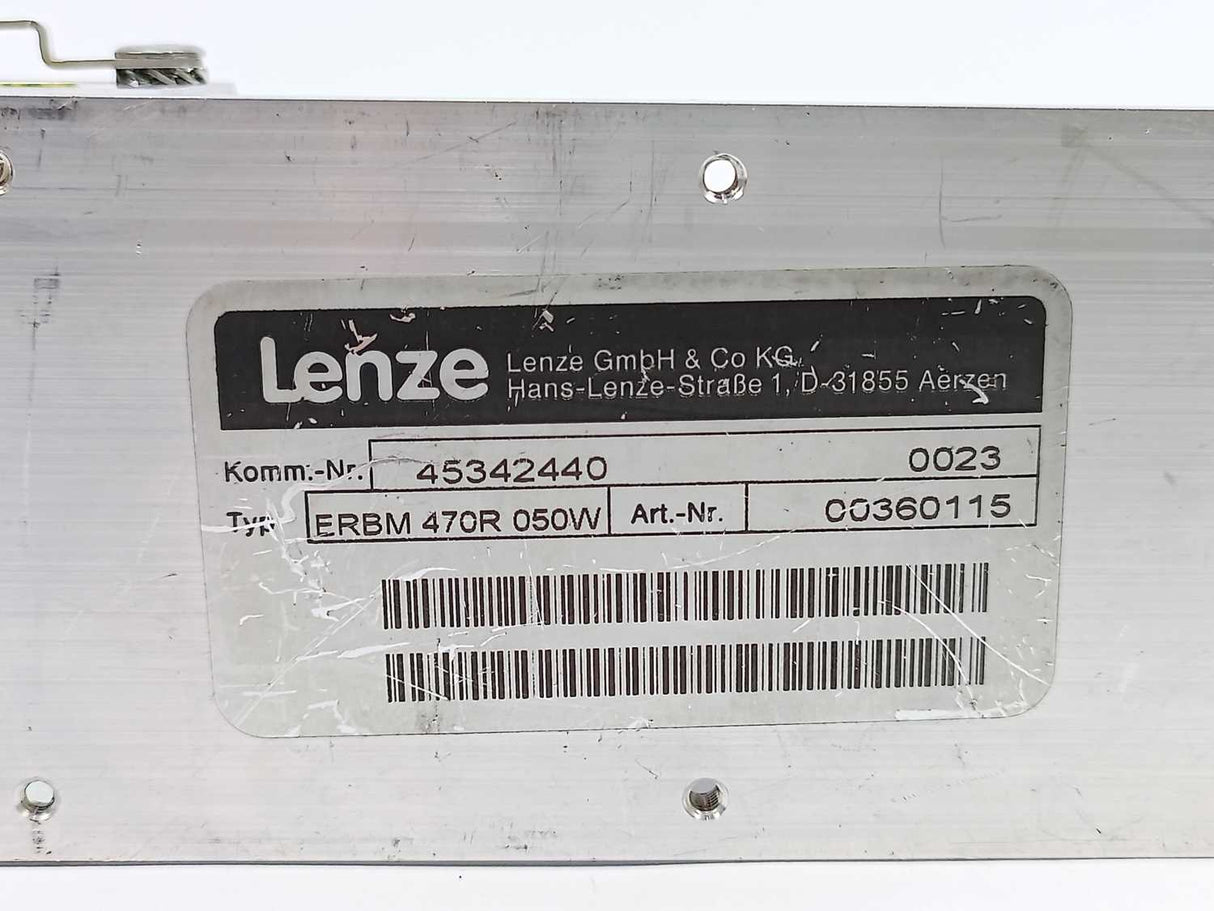 Lenze
Lenze GmbH & Co KG
Hans-Lenze-Straße 1, D-31855 Aerzen
Komm.-Nr. 45342440 0023
Typ ERBM 470R 050W Art.-Nr. 00360115